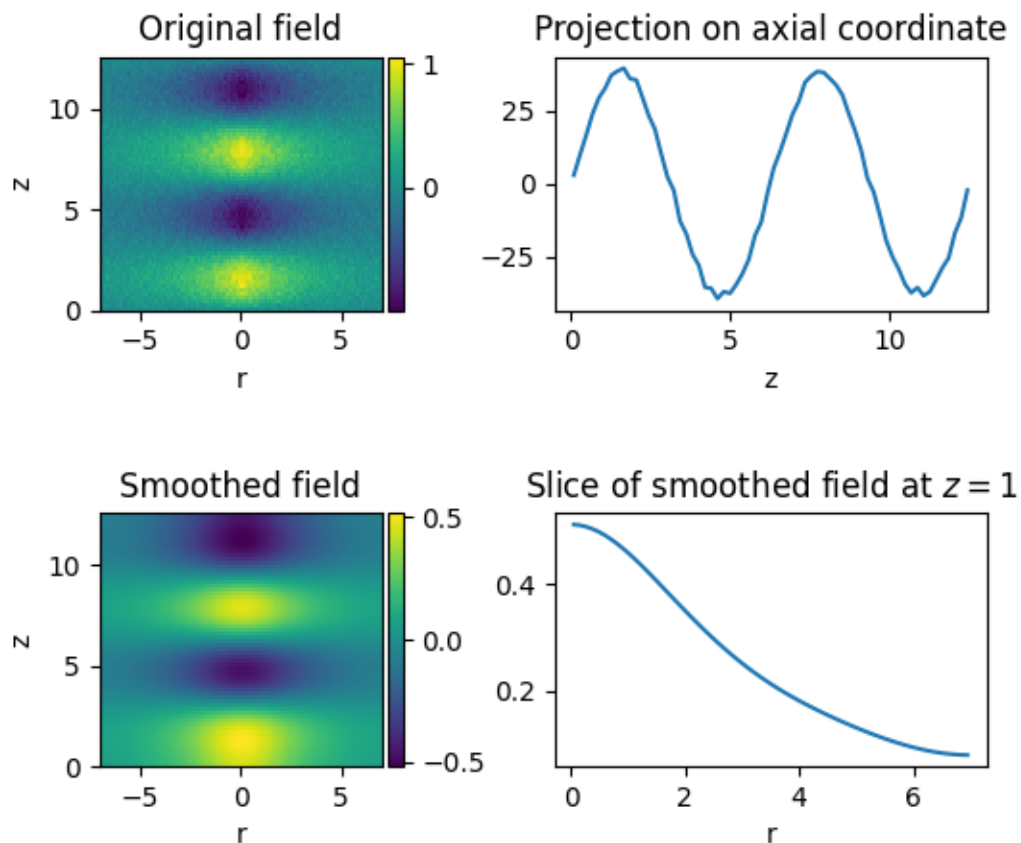 Original field
10
5
0
z
−5
0
5
r
1
0
Projection on axial coordinate
25
0
−25
0
5
10
z
Smoothed field
10
5
0
z
−5
0
5
r
0.5
0.0
−0.5
Slice of smoothed field at z = 1
0.4
0.2
0
2
4
6
r